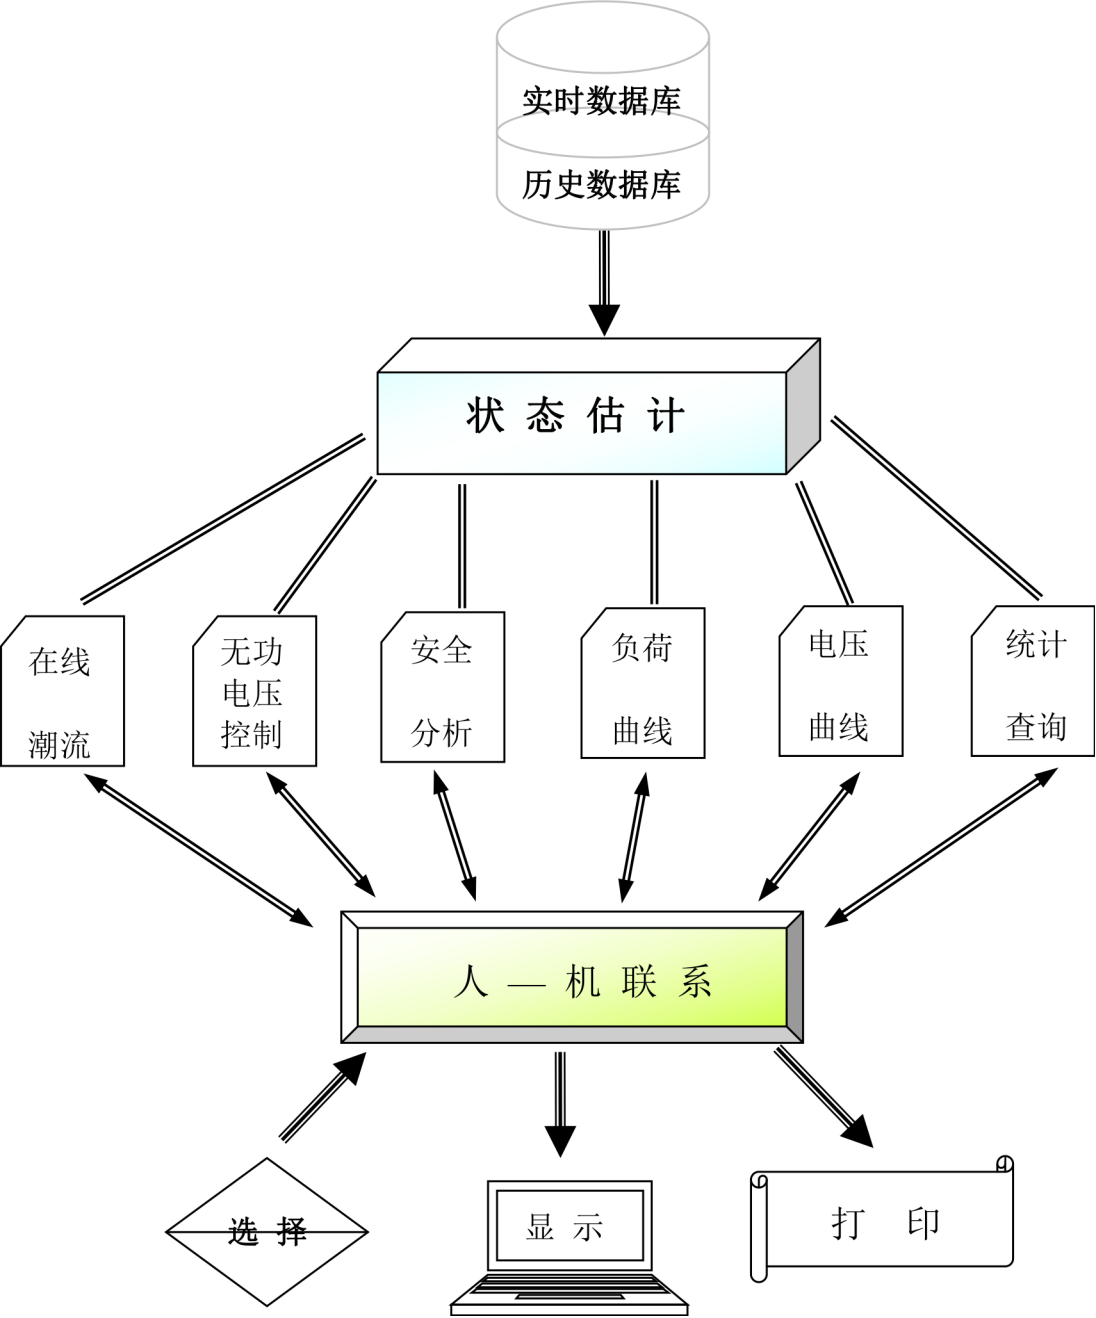 实时数据库
历史数据库
状态估计
在线
潮流
无功
电压
控制
安全
分析
负荷
曲线
电压
曲线
统计
查询
人—机联系
选择
显示
打印